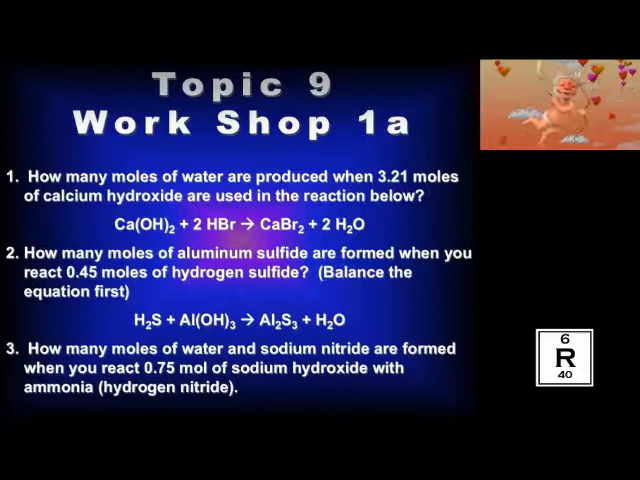 Topic 9
Work Shop 1a
1. How many moles of water are produced when 3.21 moles
of calcium hydroxide are used in the reaction below?
Ca(OH)₂ + 2 HBr → CaBr₂ + 2 H₂O
2. How many moles of aluminum sulfide are formed when you
react 0.45 moles of hydrogen sulfide? (Balance the
equation first)
H₂S + Al(OH)₃ → Al₂S₃ + H₂O
3. How many moles of water and sodium nitride are formed
when you react 0.75 mol of sodium hydroxide with
ammonia (hydrogen nitride).
6
R
40